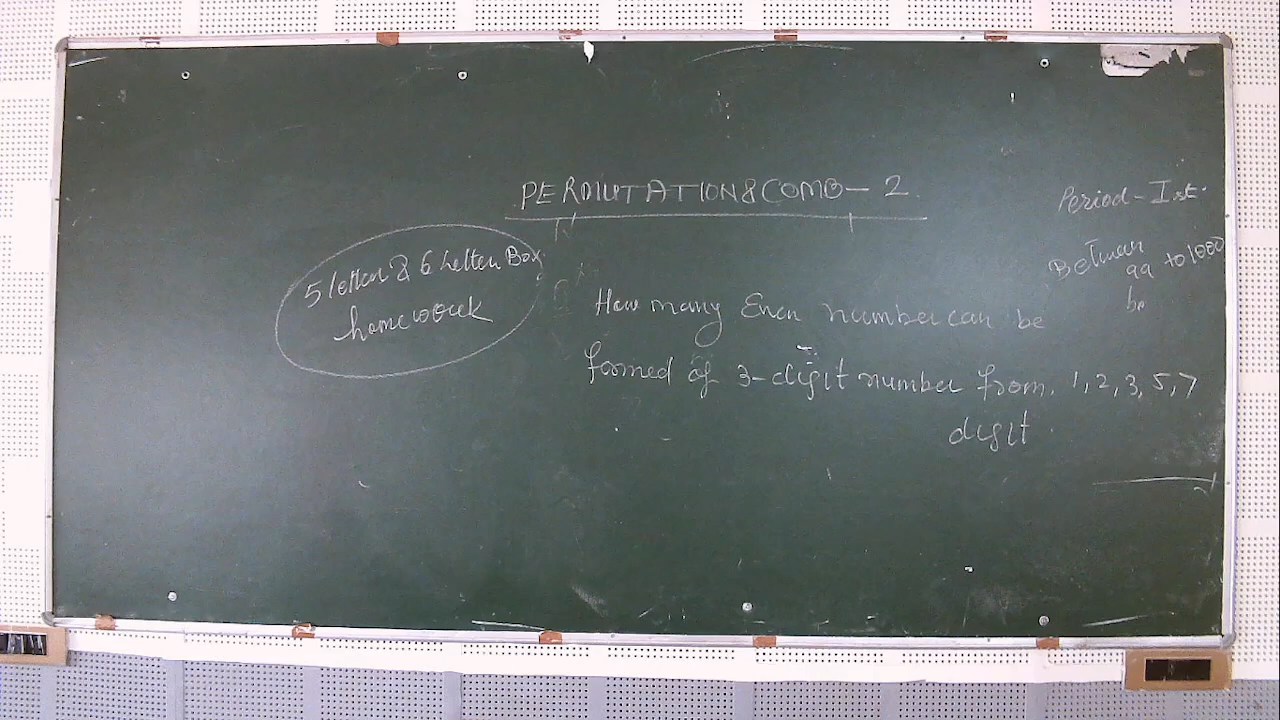 PERMUTATION & COMB - 2
Period - Ist.
5 letter & 6 Letter Box
homework
Between
99 to 1000
How many Even number can be
formed of 3-digit number from 1, 2, 3, 5, 7
digit.